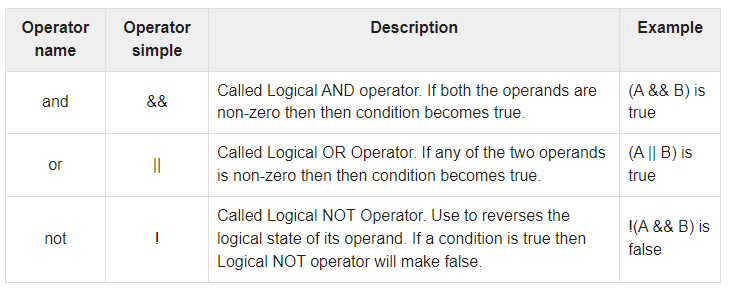 Operator name
Operator simple
Description
Example
and
&&
Called Logical AND operator. If both the operands are
non-zero then then condition becomes true.
(A && B) is
true
or
||
Called Logical OR Operator. If any of the two operands
is non-zero then then condition becomes true.
(A || B) is
true
not
!
Called Logical NOT Operator. Use to reverses the
logical state of its operand. If a condition is true then
Logical NOT operator will make false.
!(A && B) is
false